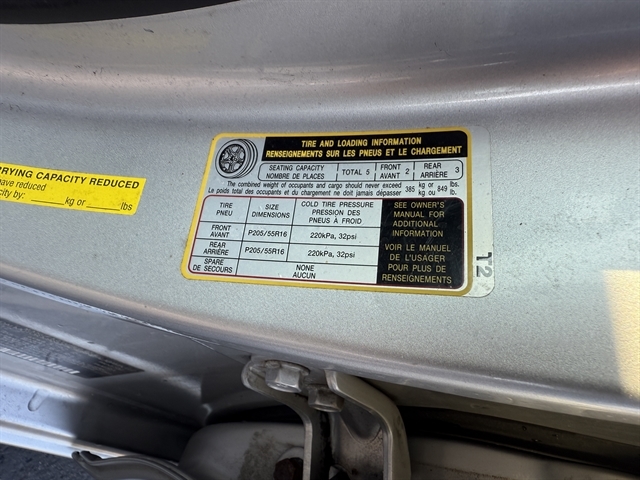 TIRE AND LOADING INFORMATION
RENSEIGNEMENTS SUR LES PNEUS ET LE CHARGEMENT
SEATING CAPACITY
NOMBRE DE PLACES
TOTAL 5
FRONT
AVANT 2
REAR
ARRIÈRE 3
The combined weight of occupants and cargo should never exceed 385 kg or 849 lbs.
Le poids total des occupants et du chargement ne doit jamais dépasser 385 kg ou 849 lb.
TIRE
PNEU
SIZE
DIMENSIONS
COLD TIRE PRESSURE
PRESSION DES
PNEUS À FROID
FRONT
AVANT
P205/55R16
220kPa, 32psi
REAR
ARRIÈRE
P205/55R16
220kPa, 32psi
SPARE
DE SECOURS
NONE
AUCUN
SEE OWNER'S
MANUAL FOR
ADDITIONAL
INFORMATION
VOIR LE MANUEL
DE L'USAGER
POUR PLUS DE
RENSEIGNEMENTS
T2
RRYING CAPACITY REDUCED
have reduced
city by: kg or lbs